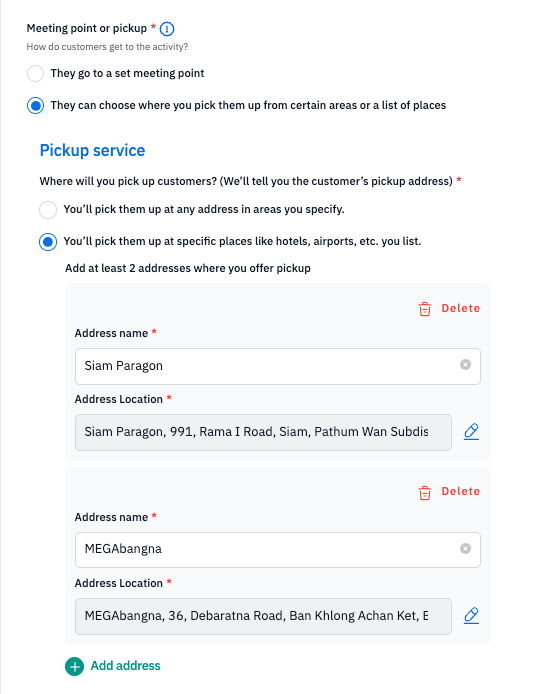 Meeting point or pickup *
How do customers get to the activity?
They go to a set meeting point
They can choose where you pick them up from certain areas or a list of places
Pickup service
Where will you pick up customers? (We'll tell you the customer's pickup address) *
You'll pick them up at any address in areas you specify.
You'll pick them up at specific places like hotels, airports, etc. you list.
Add at least 2 addresses where you offer pickup
Delete
Address name *
Siam Paragon
Address Location *
Siam Paragon, 991, Rama I Road, Siam, Pathum Wan Subdis
Delete
Address name *
MEGAbangna
Address Location *
MEGAbangna, 36, Debaratna Road, Ban Khlong Achan Ket, E
Add address